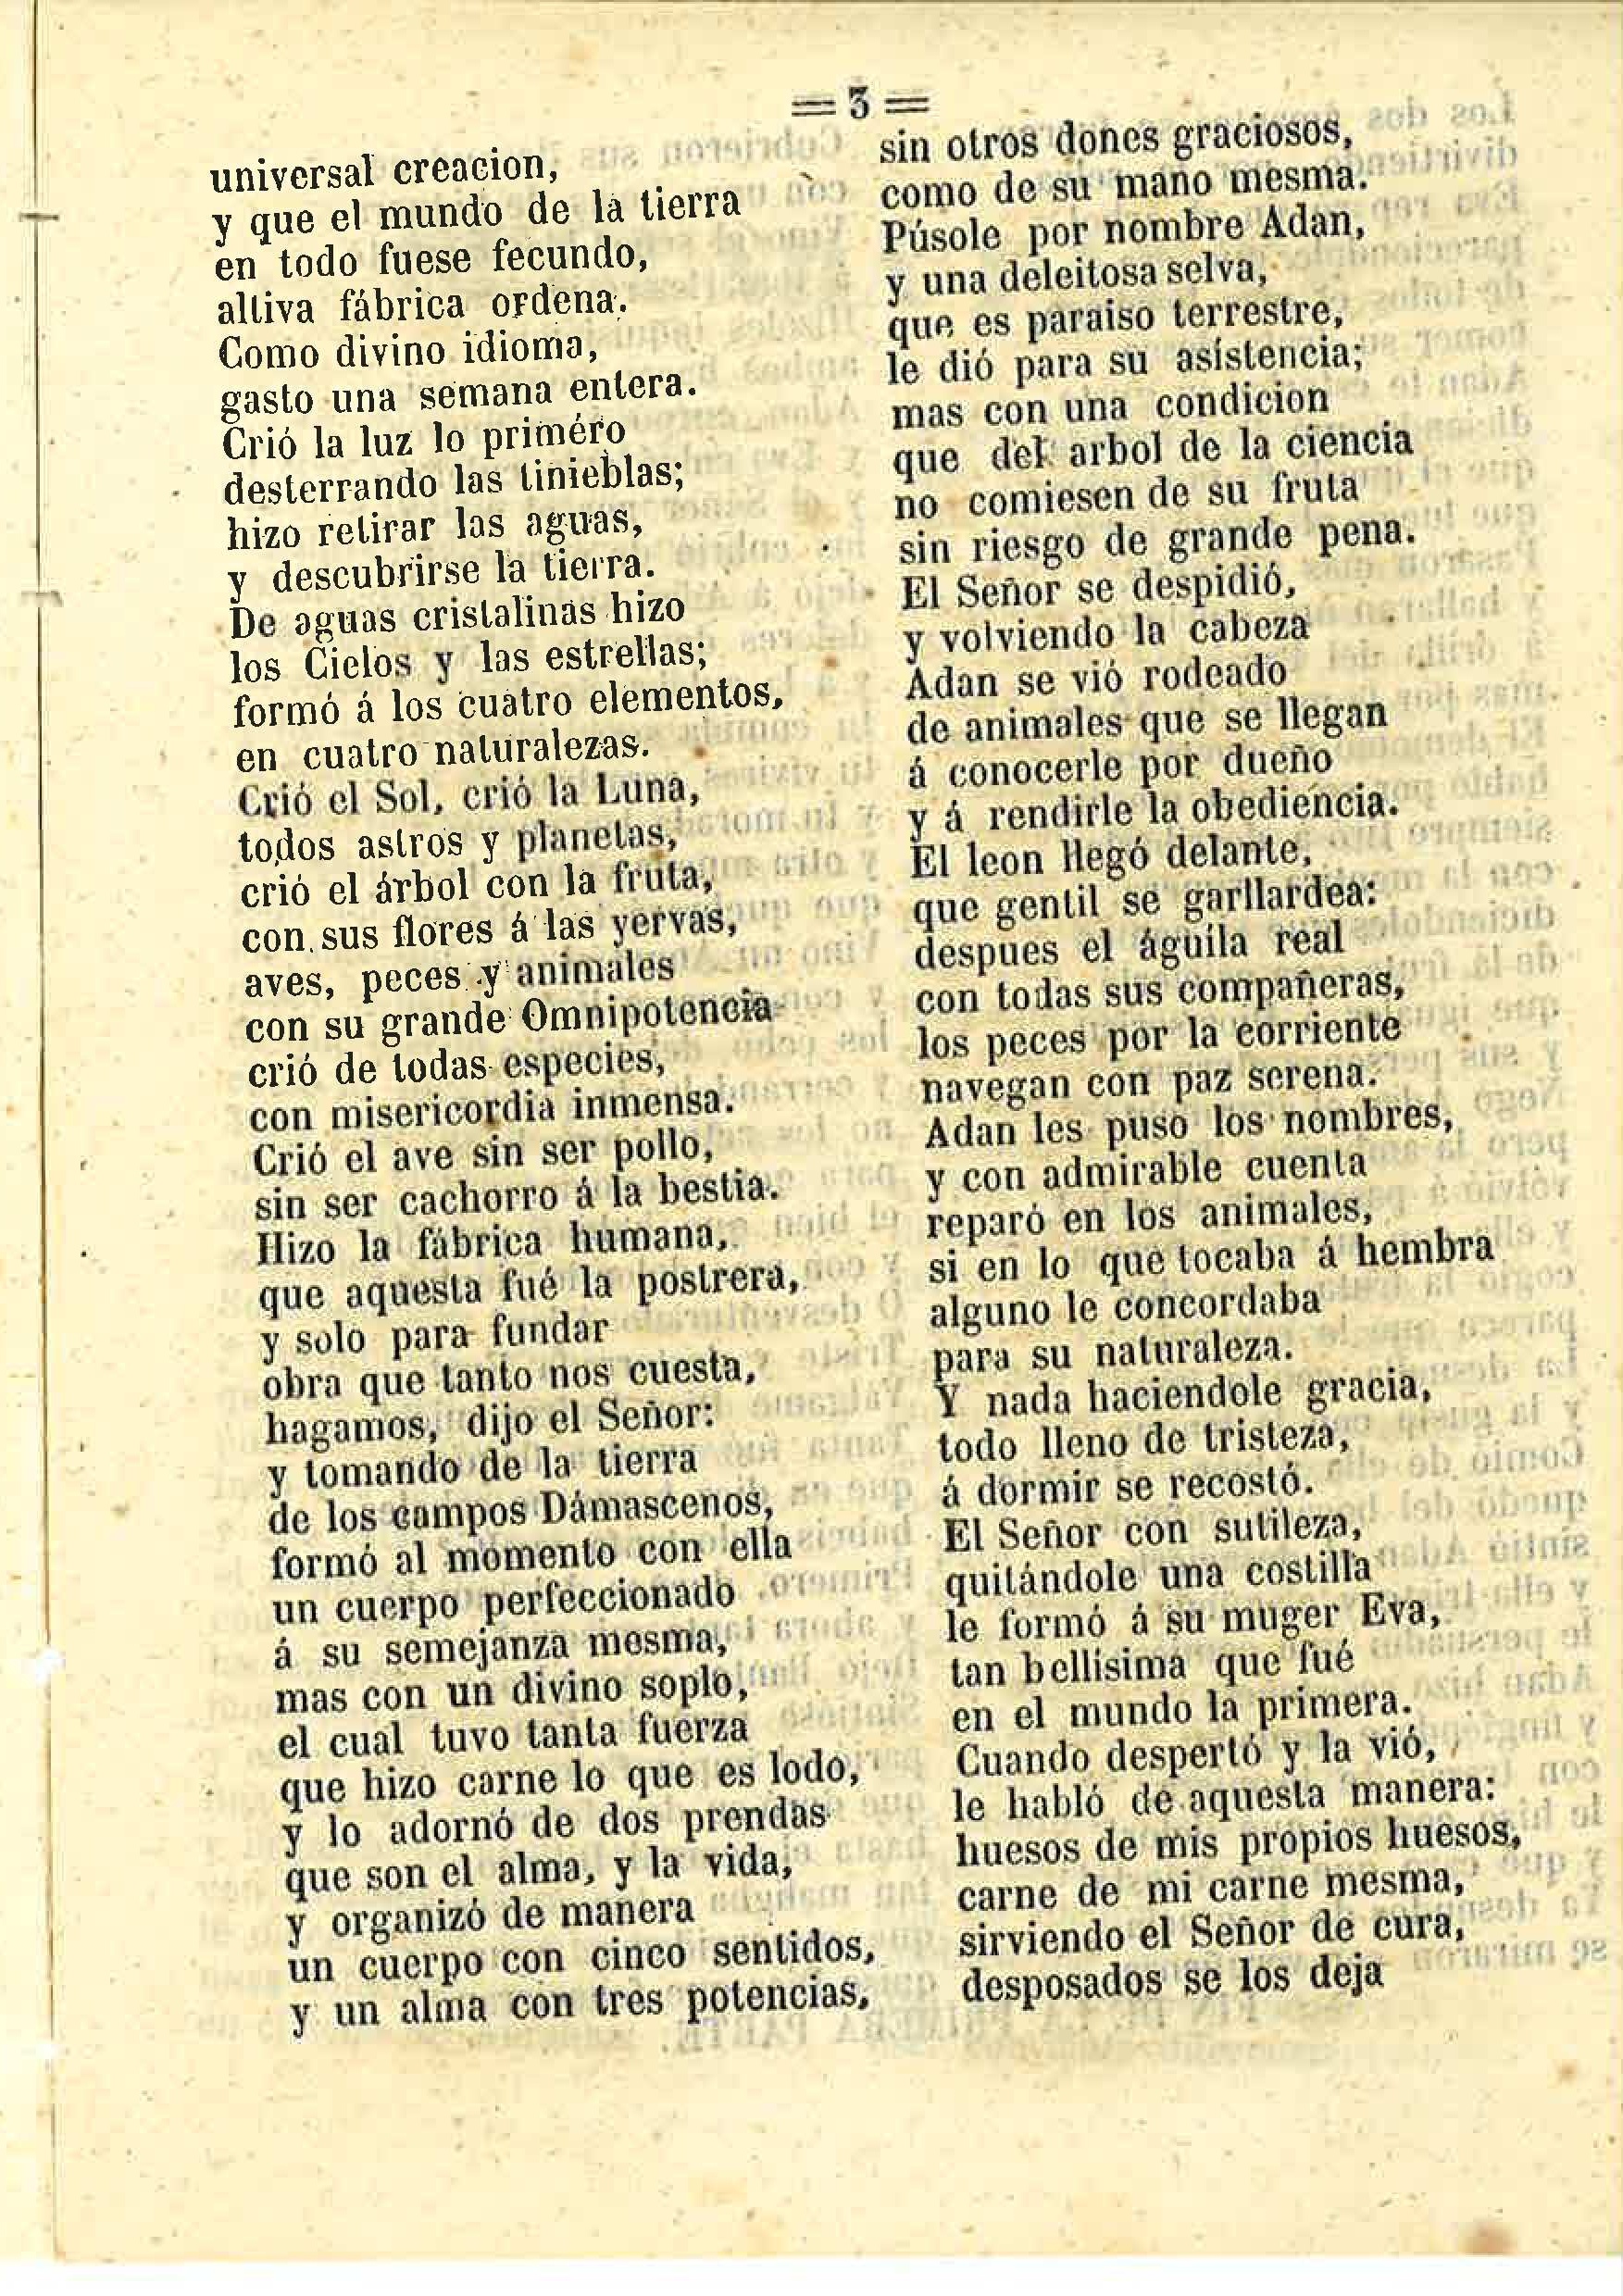 = 3 =
universal creacion,
y que el mundo de la tierra
en todo fuese fecundo,
altiva fábrica ordena.
Como divino idioma,
gasto una semana entera.
Crió la luz lo priméro
desterrando las tinieblas;
hizo retirar las aguas,
y descubrirse la tierra.
De aguas cristalinas hizo
los Cielos y las estrellas;
formó á los cuatro elementos,
en cuatro naturalezas.
Crió el Sol, crió la Luna,
todos astros y planetas,
crió el árbol con la fruta,
con sus flores á las yervas,
aves, peces y animales
con su grande Omnipotencia
crió de todas especies,
con misericordia inmensa.
Crió el ave sin ser pollo,
sin ser cachorro á la bestia.
Hizo la fábrica humana,
que aquesta fué la postrera,
y solo para fundar
obra que tanto nos cuesta,
hagamos, dijo el Señor:
y tomando de la tierra
de los campos Dámascenos,
formó al momento con ella
un cuerpo perfeccionado
á su semejanza mesma,
mas con un divino soplo,
el cual tuvo tanta fuerza
que hizo carne lo que es lodo,
y lo adornó de dos prendas
que son el alma, y la vida,
y organizó de manera
un cuerpo con cinco sentidos,
y un alma con tres potencias,
sin otros dones graciosos,
como de su mano mesma.
Púsole por nombre Adan,
y una deleitosa selva,
que es paraiso terrestre,
le dió para su asístencia;
mas con una condicion
que del arbol de la ciencia
no comiesen de su fruta
sin riesgo de grande pena.
El Señor se despidió,
y volviendo la cabeza
Adan se vió rodeado
de animales que se llegan
á conocerle por dueño
y á rendirle la obediencia.
El leon llegó delante,
que gentil se garllardea:
despues el águila real
con todas sus compañeras,
los peces por la corriente
navegan con paz serena.
Adan les puso los nombres,
y con admirable cuenta
reparó en los animales,
si en lo que tocaba á hembra
alguno le concordaba
para su naturaleza.
Y nada haciendole gracia,
todo lleno de tristeza,
á dormir se recostó.
El Señor con sutileza,
quitándole una costilla
le formó á su muger Eva,
tan bellisima que fué
en el mundo la primera.
Cuando despertó y la vió,
le habló de aquesta manera:
huesos de mis propios huesos,
carne de mi carne mesma,
sirviendo el Señor de cura,
desposados se los deja